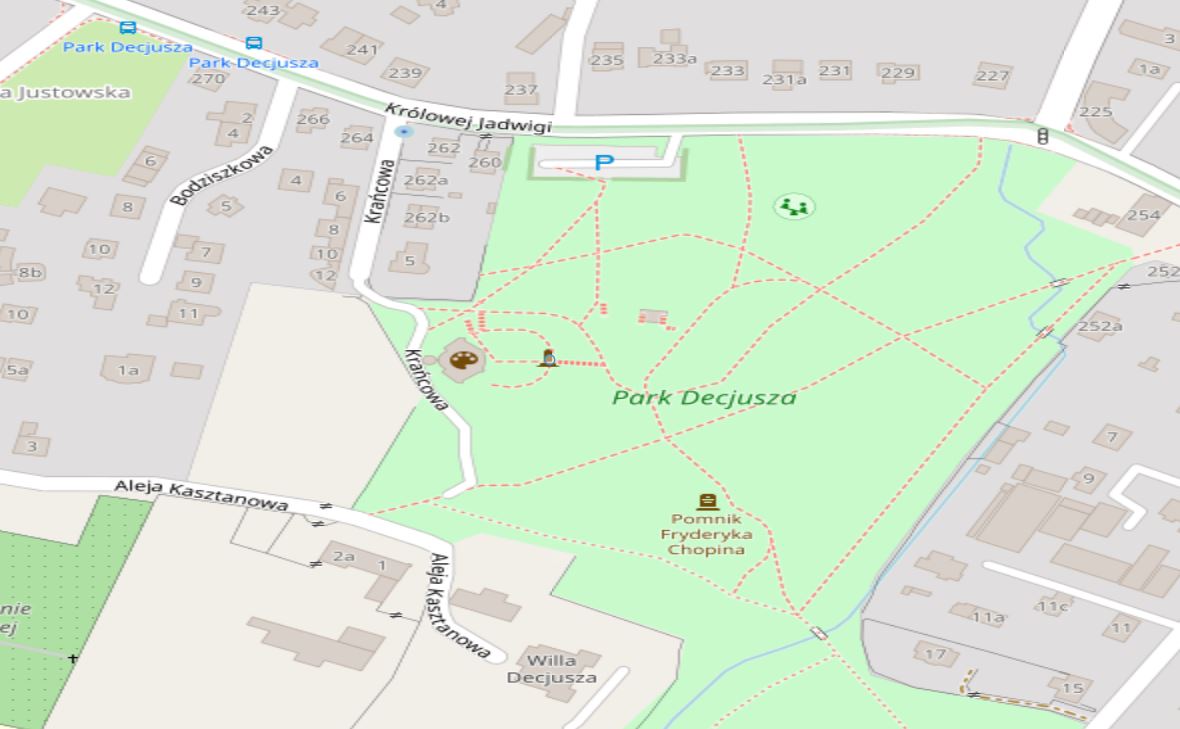 243
4
Park Decjusza
241
Park Decjusza
235
233a
3
239
270
233
231a
231
229
227
1a
a Justowska
237
2
266
Królowej Jadwigi
225
4
264
262
260
P
6
Bodziszkowa
4
262a
Krańcowa
6
8
5
262b
254
8
10
7
10
5
8b
12
9
12
252
10
11
252a
5a
1a
Krańcowa
Park Decjusza
3
7
9
Aleja Kasztanowa
Pomnik
Fryderyka
Chopina
2a
1
Aleja Kasztanowa
nie
ej
11c
11a
11
17
Willa
Decjusza
15